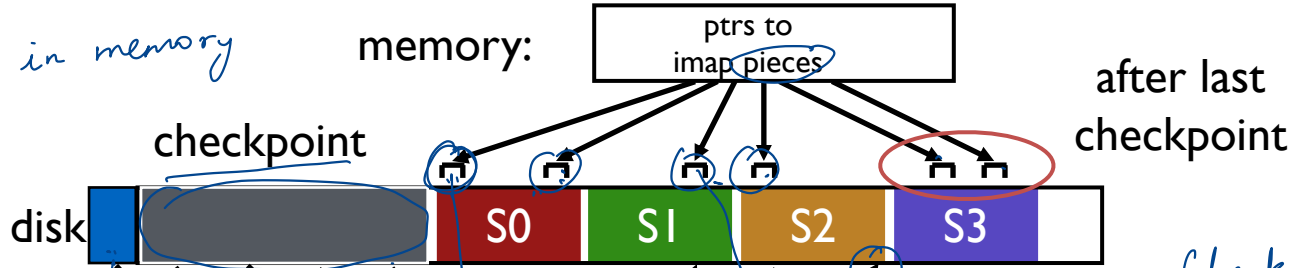 in memory
memory:
ptrs to
imap pieces
after last
checkpoint
checkpoint
disk
S0
S1
S2
S3